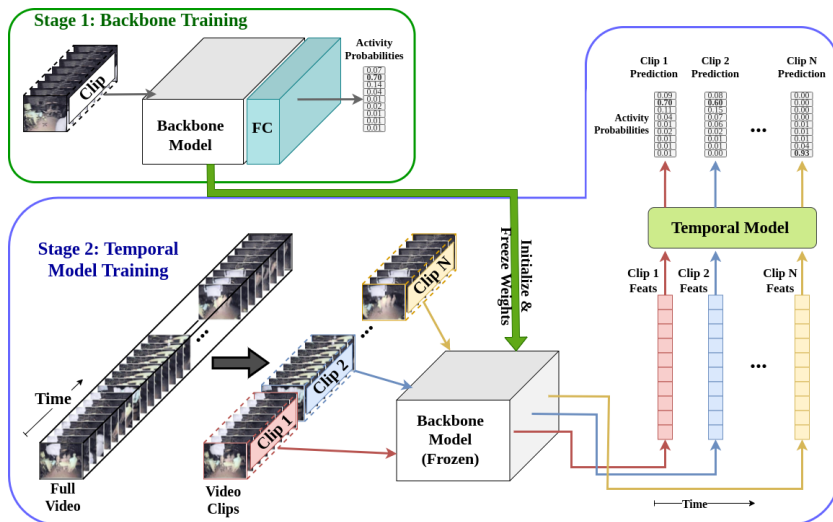 Stage 1: Backbone Training
Clip
Backbone
Model
FC
Activity
Probabilities
0.07
0.70
0.14
0.04
0.01
0.02
0.01
0.01
0.01
Stage 2: Temporal
Model Training
Time
Full
Video
Video
Clips
Clip 1
Clip 2
Clip N
Initialize &
Freeze Weights
Backbone
Model
(Frozen)
Clip 1
Prediction
Clip 2
Prediction
Clip N
Prediction
Activity
Probabilities
0.09
0.70
0.11
0.04
0.01
0.02
0.01
0.01
0.01
0.08
0.60
0.15
0.07
0.06
0.02
0.01
0.01
0.00
0.00
0.00
0.00
0.00
0.01
0.01
0.01
0.04
0.93
...
Temporal Model
Clip 1
Feats
Clip 2
Feats
Clip N
Feats
...
Time